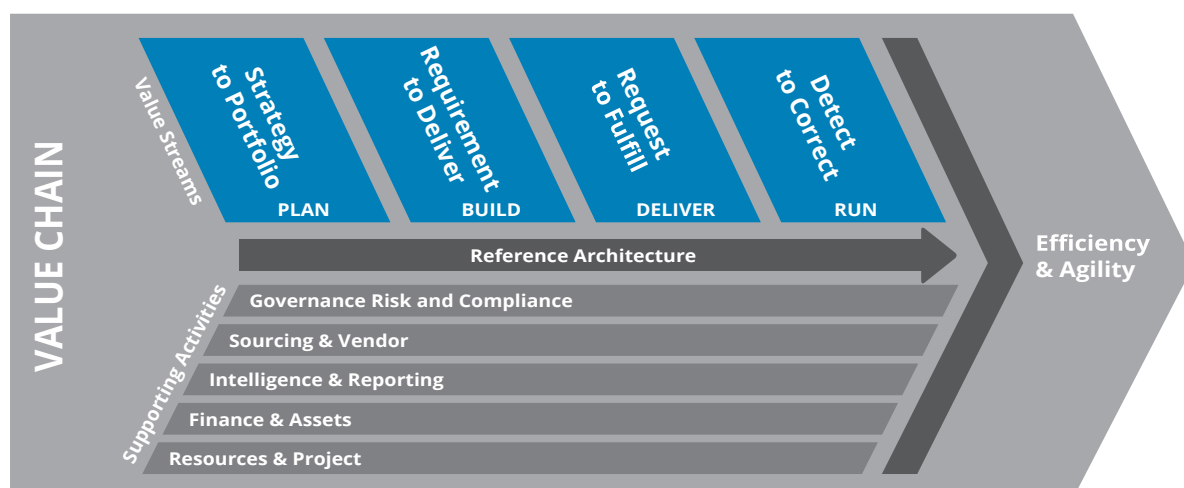 VALUE CHAIN
Value Streams
Strategy
to Portfolio
PLAN
Requirement
to Deliver
BUILD
Request
to Fulfill
DELIVER
Detect
to Correct
RUN
Reference Architecture
Efficiency
& Agility
Supporting Activities
Governance Risk and Compliance
Sourcing & Vendor
Intelligence & Reporting
Finance & Assets
Resources & Project